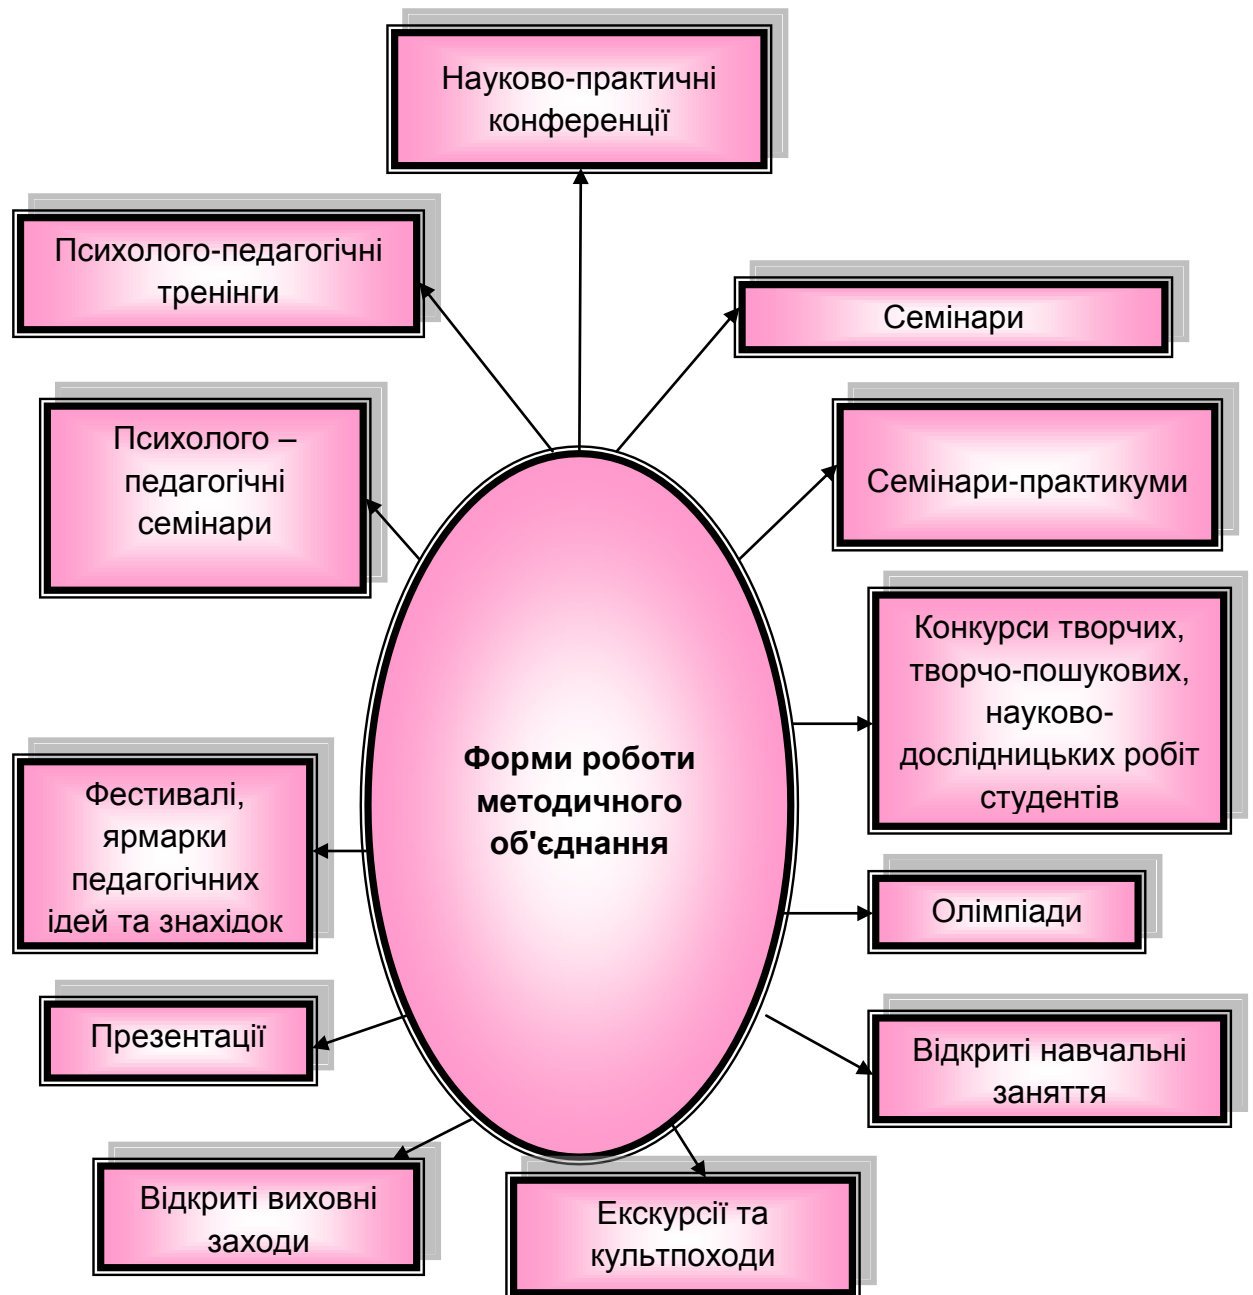 Науково-практичні
конференції
Психолого-педагогічні
тренінги
Семінари
Психолого –
педагогічні
семінари
Семінари-практикуми
Конкурси творчих,
творчо-пошукових,
науково-
дослідницьких робіт
студентів
Форми роботи
методичного
об'єднання
Фестивалі,
ярмарки
педагогічних
ідей та знахідок
Олімпіади
Презентації
Відкриті навчальні
заняття
Відкриті виховні
заходи
Екскурсії та
культпоходи